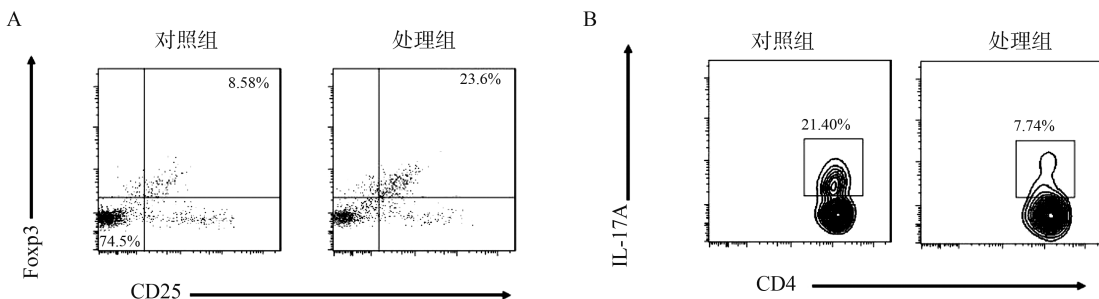 A
对照组
处理组
8.58%
23.6%
74.5%
Foxp3
CD25
B
对照组
处理组
21.40%
7.74%
IL-17A
CD4